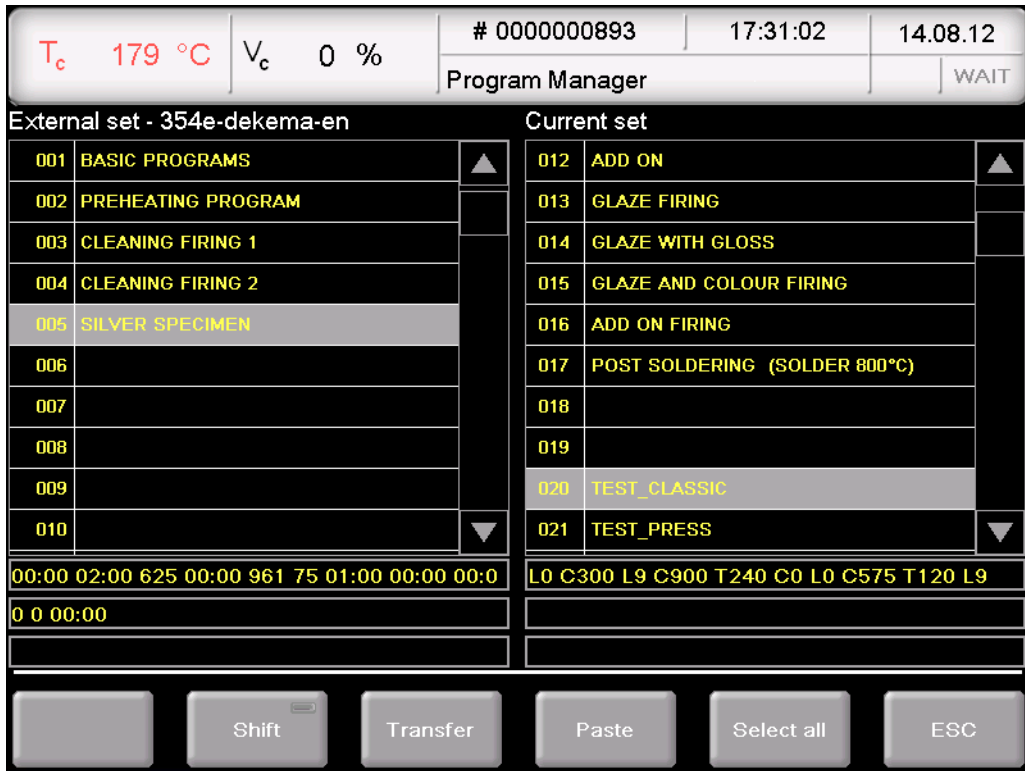 Tc 179 °C Vc 0 % # 0000000893 17:31:02 14.08.12
Program Manager WAIT
External set - 354e-dekema-en
001 BASIC PROGRAMS
002 PREHEATING PROGRAM
003 CLEANING FIRING 1
004 CLEANING FIRING 2
005 SILVER SPECIMEN
006
007
008
009
010
00:00 02:00 625 00:00 961 75 01:00 00:00 00:0
0 0 00:00
Current set
012 ADD ON
013 GLAZE FIRING
014 GLAZE WITH GLOSS
015 GLAZE AND COLOUR FIRING
016 ADD ON FIRING
017 POST SOLDERING (SOLDER 800°C)
018
019
020 TEST_CLASSIC
021 TEST_PRESS
L0 C300 L9 C900 T240 C0 L0 C575 T120 L9
Shift Transfer Paste Select all ESC